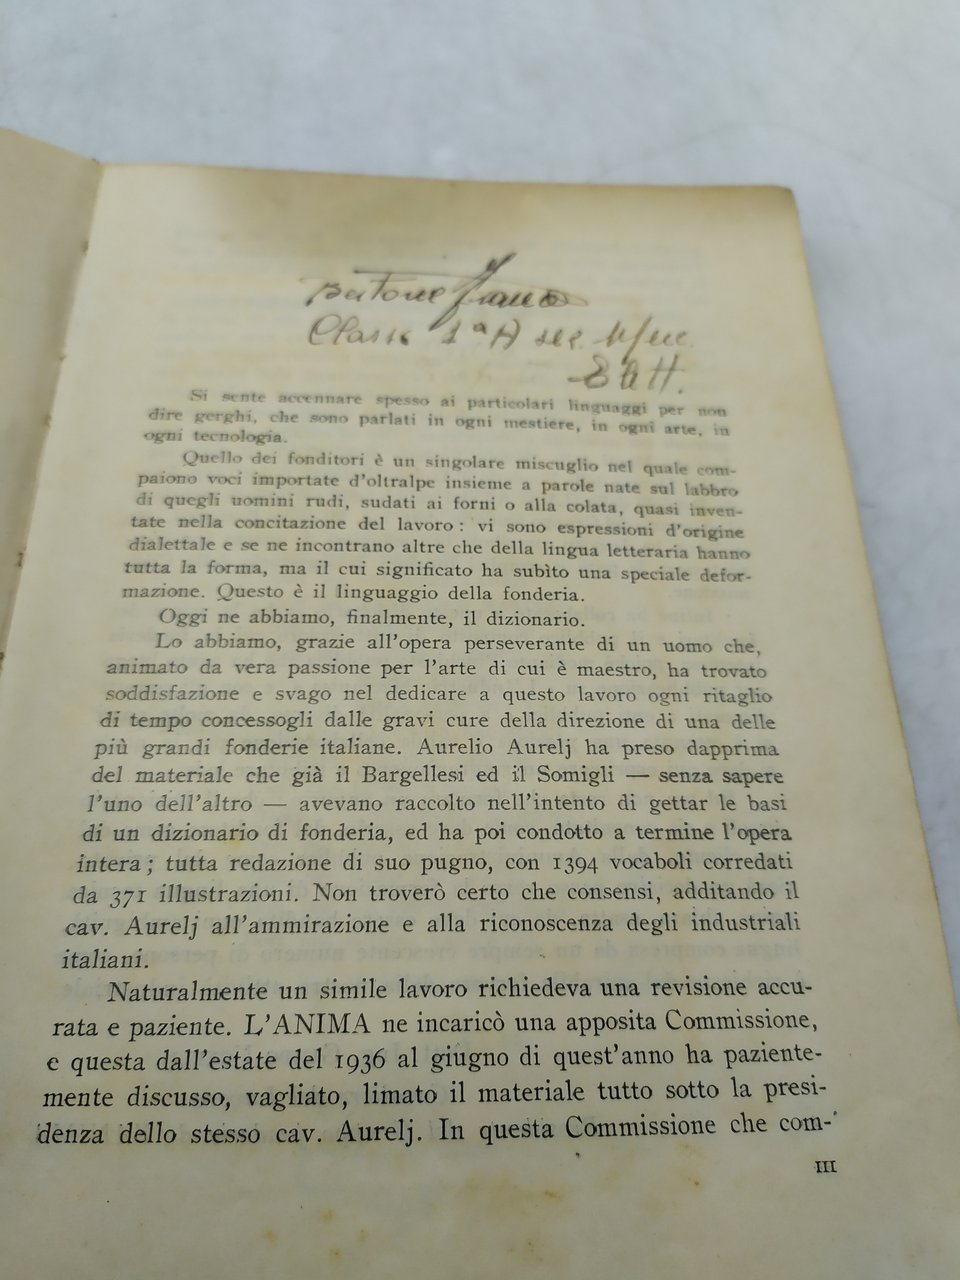 Bertone Franco
Classe 1ª A sez.
Si sente accennare spesso ai particolari linguaggi per non
dire gerghi, che sono parlati in ogni mestiere, in ogni arte, in
ogni tecnologia.
Quello dei fonditori è un singolare miscuglio nel quale com-
paiono voci importate d'oltralpe insieme a parole nate sul labbro
di quegli uomini rudi, sudati ai forni o alla colata, quasi inven-
tate nella concitazione del lavoro: vi sono espressioni d'origine
dialettale e se ne incontrano altre che della lingua letteraria hanno
tutta la forma, ma il cui significato ha subìto una speciale defor-
mazione. Questo è il linguaggio della fonderia.
Oggi ne abbiamo, finalmente, il dizionario.
Lo abbiamo, grazie all'opera perseverante di un uomo che,
animato da vera passione per l'arte di cui è maestro, ha trovato
soddisfazione e svago nel dedicare a questo lavoro ogni ritaglio
di tempo concessogli dalle gravi cure della direzione di una delle
più grandi fonderie italiane. Aurelio Aurelj ha preso dapprima
del materiale che già il Bargellesi ed il Somigli — senza sapere
l'uno dell'altro — avevano raccolto nell'intento di gettar le basi
di un dizionario di fonderia, ed ha poi condotto a termine l'opera
intera; tutta redazione di suo pugno, con 1394 vocaboli corredati
da 371 illustrazioni. Non troverò certo che consensi, additando il
cav. Aurelj all'ammirazione e alla riconoscenza degli industriali
italiani.
Naturalmente un simile lavoro richiedeva una revisione accu-
rata e paziente. L'ANIMA ne incaricò una apposita Commissione,
e questa dall'estate del 1936 al giugno di quest'anno ha paziente-
mente discusso, vagliato, limato il materiale tutto sotto la presi-
denza dello stesso cav. Aurelj. In questa Commissione che com-
III